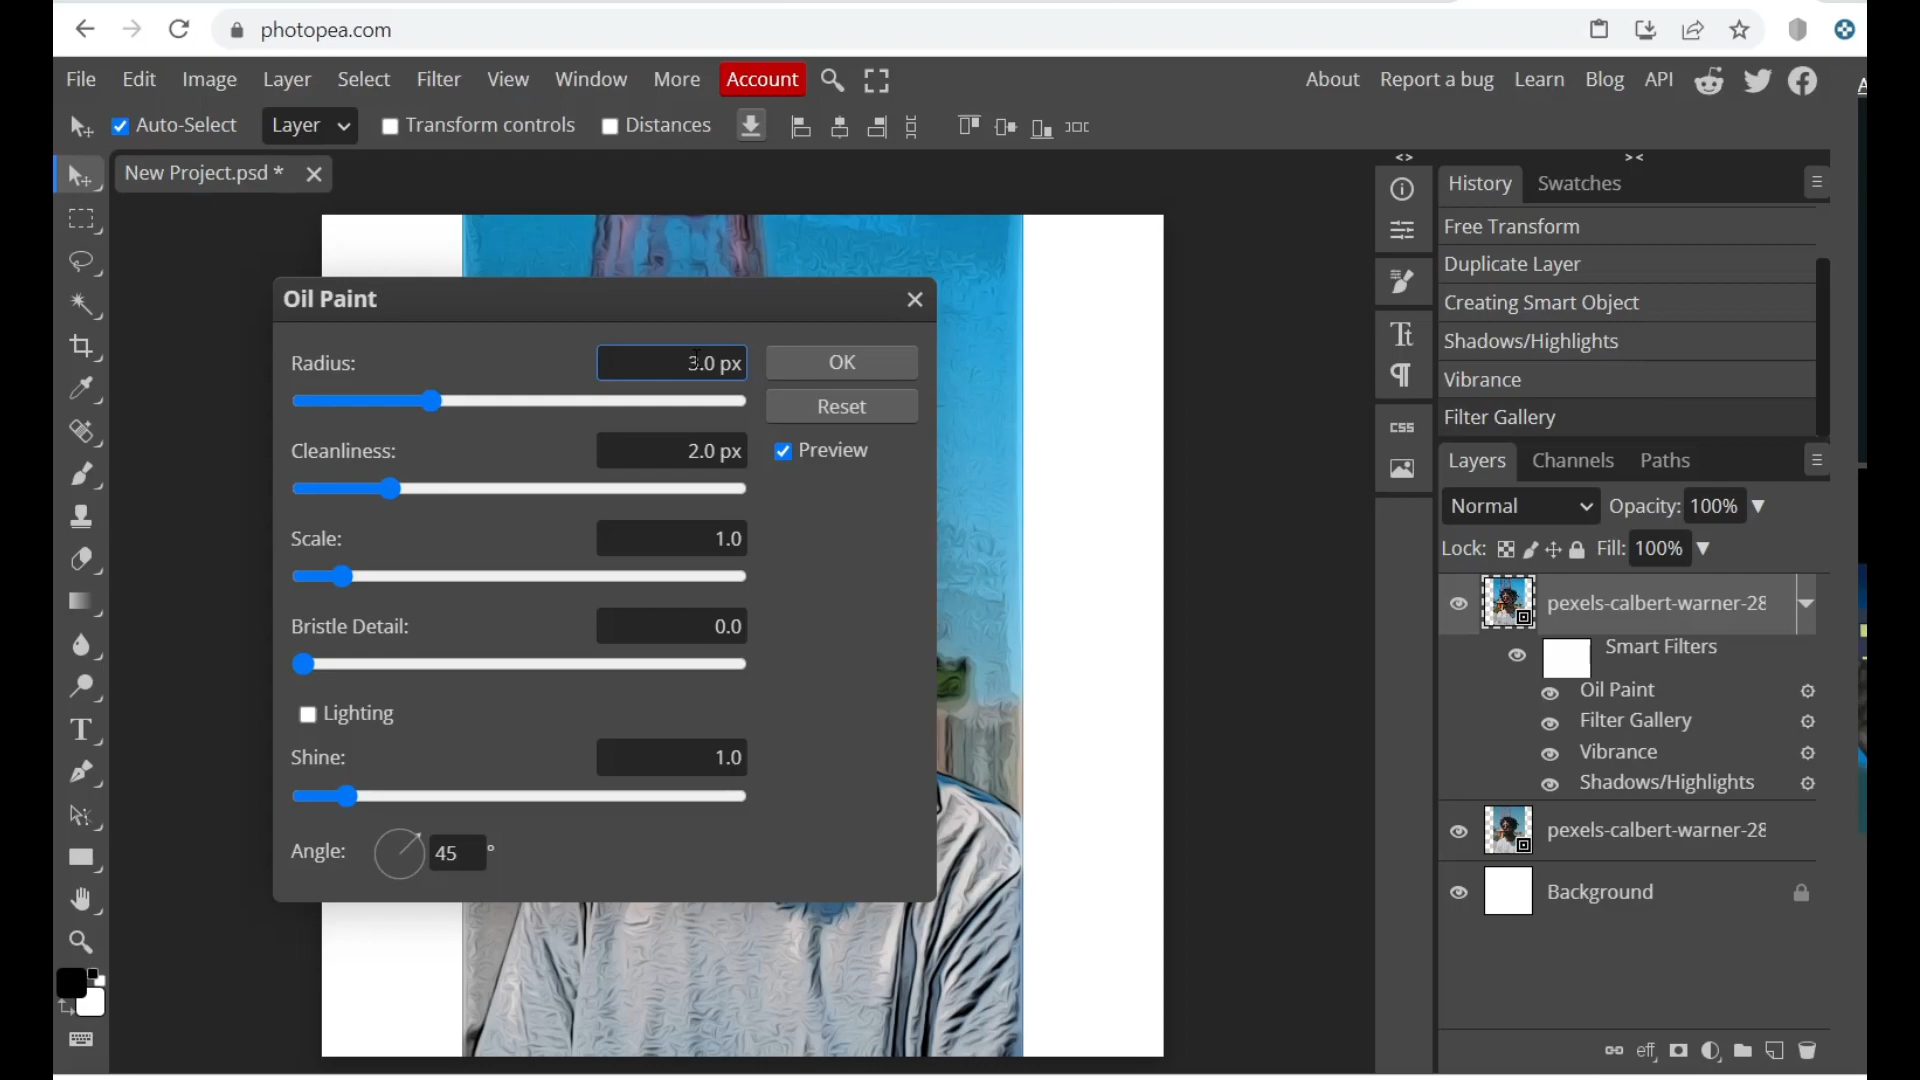 photopea.com
File Edit Image Layer Select Filter View Window More Account About Report a bug Learn Blog API
Auto-Select Layer Transform controls Distances
New Project.psd *
History Swatches
Free Transform
Duplicate Layer
Creating Smart Object
Shadows/Highlights
Vibrance
Filter Gallery
Oil Paint
Radius: 3.0 px OK
Reset
Cleanliness: 2.0 px Preview
Scale: 1.0
Bristle Detail: 0.0
Lighting
Shine: 1.0
Angle: 45 °
CSS
Layers Channels Paths
Normal Opacity: 100%
Lock: Fill: 100%
pexels-calbert-warner-28
Smart Filters
Oil Paint
Filter Gallery
Vibrance
Shadows/Highlights
pexels-calbert-warner-28
Background
eff